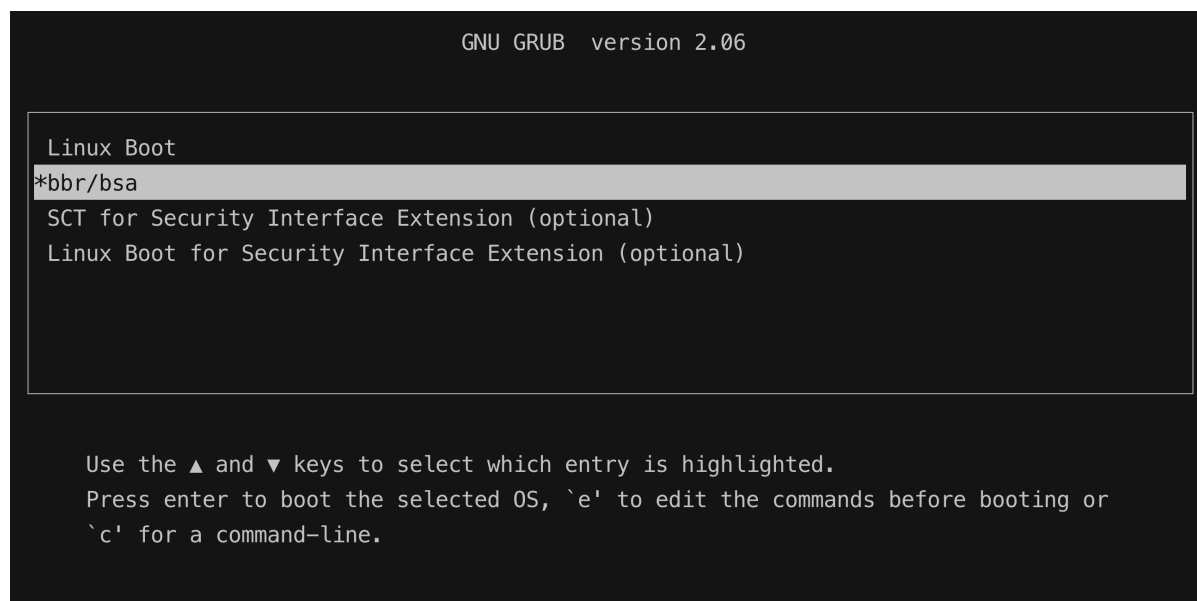 GNU GRUB  version 2.06
Linux Boot
*bbr/bsa
SCT for Security Interface Extension (optional)
Linux Boot for Security Interface Extension (optional)
Use the ▲ and ▼ keys to select which entry is highlighted.
Press enter to boot the selected OS, `e' to edit the commands before booting or
`c' for a command-line.